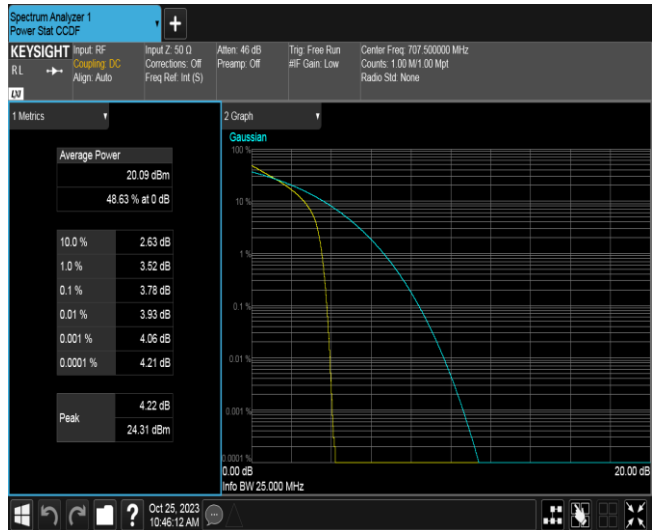 Spectrum Analyzer 1
Power Stat CCDF
+
KEYSIGHT
RL
LXI
Input: RF
Coupling: DC
Align: Auto
Input Z: 50 Ω
Corrections: Off
Freq Ref: Int (S)
Atten: 46 dB
Preamp: Off
Trig: Free Run
#IF Gain: Low
Center Freq: 707.500000 MHz
Counts: 1.00 M/1.00 Mpt
Radio Std: None
1 Metrics
Average Power
20.09 dBm
48.63 % at 0 dB
10.0 % 2.63 dB
1.0 % 3.52 dB
0.1 % 3.78 dB
0.01 % 3.93 dB
0.001 % 4.06 dB
0.0001 % 4.21 dB
Peak
4.22 dB
24.31 dBm
2 Graph
Gaussian
100 %
10 %
1 %
0.1 %
0.01 %
0.001 %
0.0001 %
0.00 dB 20.00 dB
Info BW 25.000 MHz
?
Oct 25, 2023
10:46:12 AM